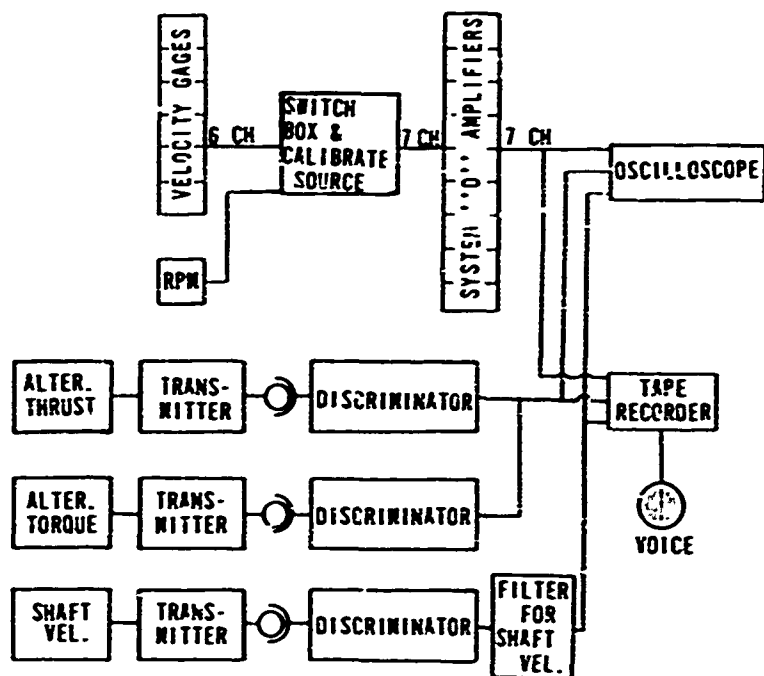 VELOCITY GAGES
6 CH
SWITCH
BOX &
CALIBRATE
SOURCE
7 CH
SYSTEM "D" AMPLIFIERS
7 CH
OSCILLOSCOPE
RPM
ALTER.
THRUST
TRANS-
MITTER
DISCRIMINATOR
TAPE
RECORDER
ALTER.
TORQUE
TRANS-
MITTER
DISCRIMINATOR
VOICE
SHAFT
VEL.
TRANS-
MITTER
DISCRIMINATOR
FILTER
FOR
SHAFT
VEL.